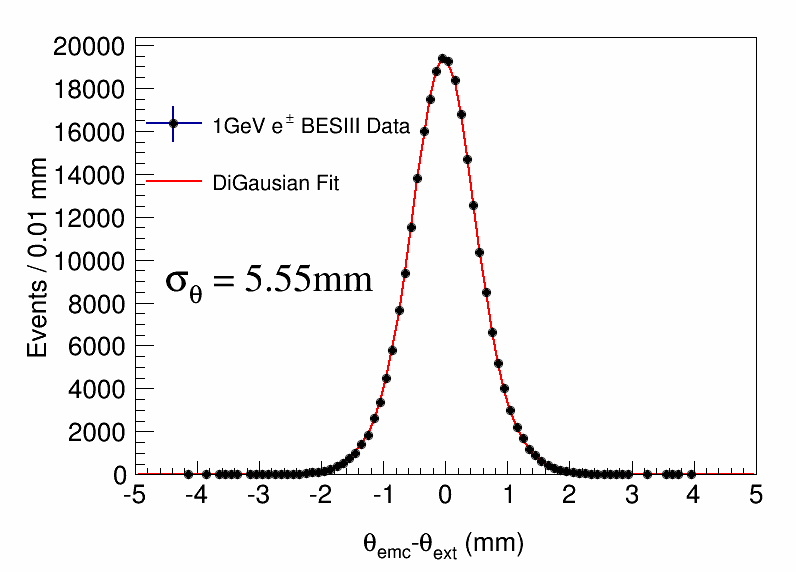 20000
18000
16000
14000
12000
10000
8000
6000
4000
2000
0
Events / 0.01 mm
1GeV e± BESIII Data
DiGausian Fit
σθ = 5.55mm
-5 -4 -3 -2 -1 0 1 2 3 4 5
θemc-θext (mm)